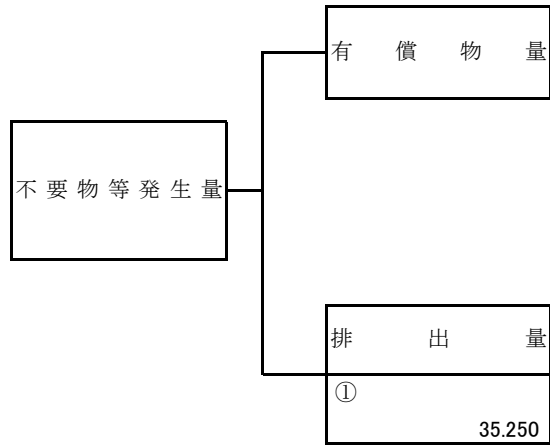 有償物量
不要物等発生量
排出量
①
35.250